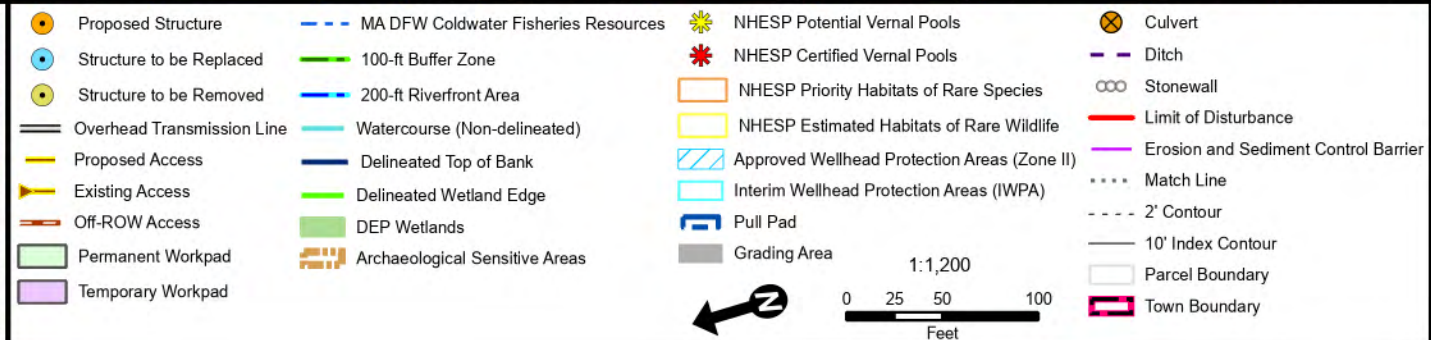 Proposed Structure
Structure to be Replaced
Structure to be Removed
Overhead Transmission Line
Proposed Access
Existing Access
Off-ROW Access
Permanent Workpad
Temporary Workpad
MA DFW Coldwater Fisheries Resources
100-ft Buffer Zone
200-ft Riverfront Area
Watercourse (Non-delineated)
Delineated Top of Bank
Delineated Wetland Edge
DEP Wetlands
Archaeological Sensitive Areas
NHESP Potential Vernal Pools
NHESP Certified Vernal Pools
NHESP Priority Habitats of Rare Species
NHESP Estimated Habitats of Rare Wildlife
Approved Wellhead Protection Areas (Zone II)
Interim Wellhead Protection Areas (IWPA)
Pull Pad
Grading Area
1:1,200
N
0 25 50 100
Feet
Culvert
Ditch
Stonewall
Limit of Disturbance
Erosion and Sediment Control Barrier
Match Line
2' Contour
10' Index Contour
Parcel Boundary
Town Boundary